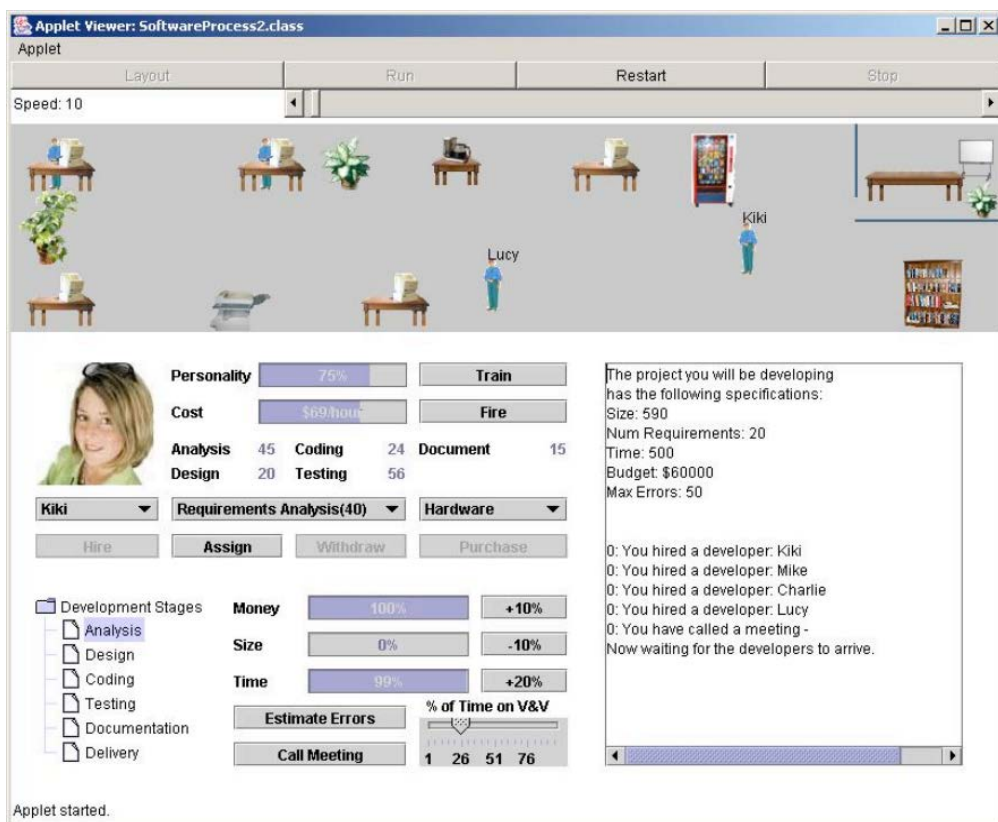 Applet Viewer: SoftwareProcess2.class
Applet
Layout Run Restart Stop
Speed: 10
Kiki
Lucy
Personality 75% Train
Cost $69/hour Fire
Analysis 45 Coding 24 Document 15
Design 20 Testing 56
Kiki Requirements Analysis(40) Hardware
Hire Assign Withdraw Purchase
Development Stages
Analysis
Design
Coding
Testing
Documentation
Delivery
Money 100% +10%
Size 0% -10%
Time 99% +20%
Estimate Errors
Call Meeting
% of Time on V&V
1 26 51 76
The project you will be developing
has the following specifications:
Size: 590
Num Requirements: 20
Time: 500
Budget: $60000
Max Errors: 50
0: You hired a developer: Kiki
0: You hired a developer: Mike
0: You hired a developer: Charlie
0: You hired a developer: Lucy
0: You have called a meeting -
Now waiting for the developers to arrive.
Applet started.